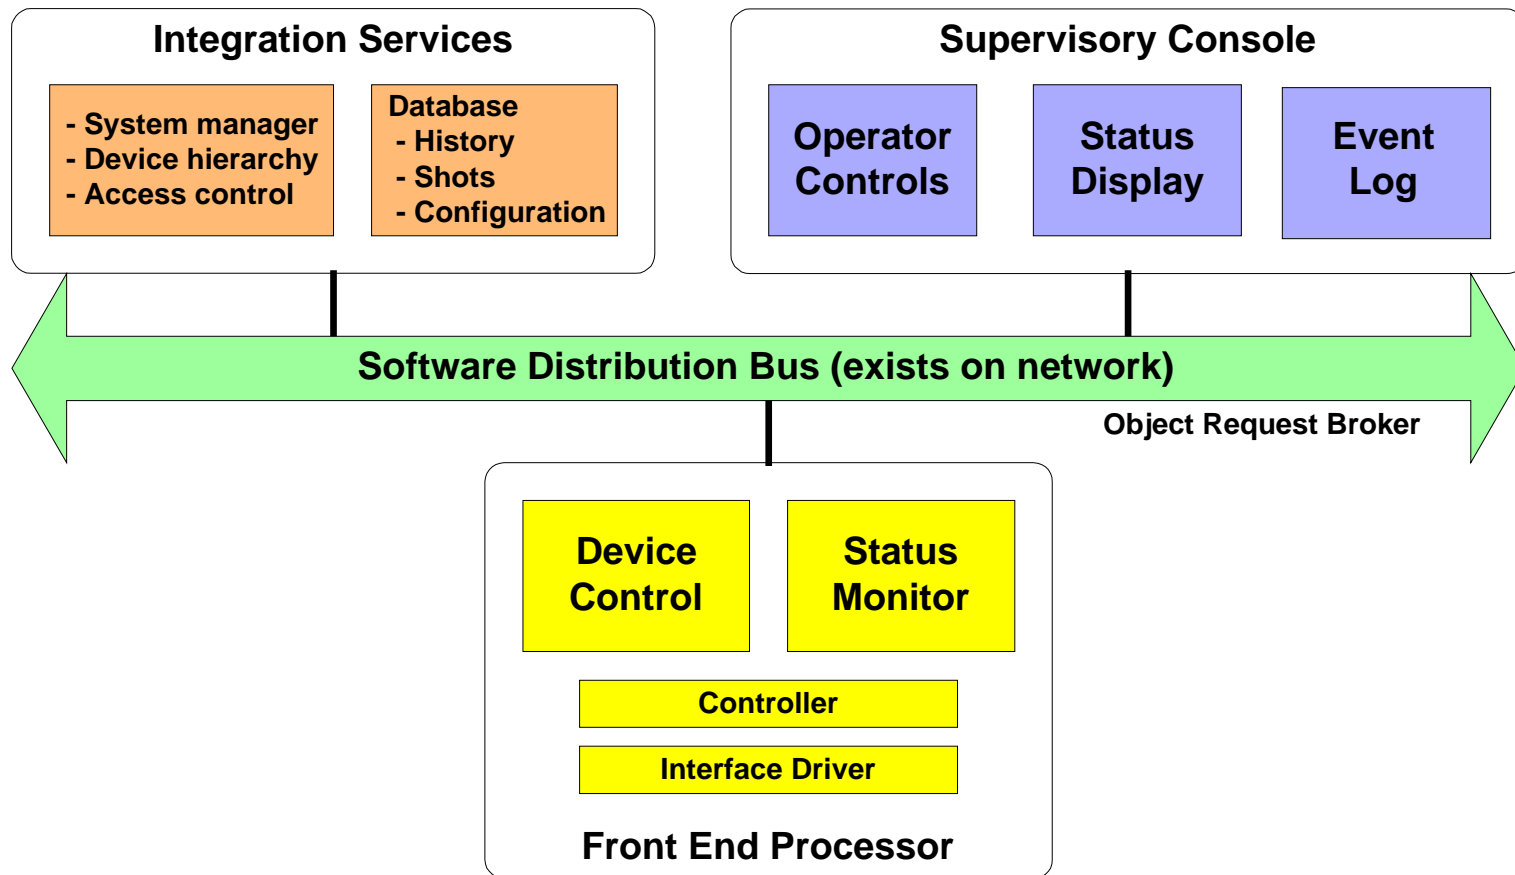 Integration Services
- System manager
- Device hierarchy
- Access control
Database
- History
- Shots
- Configuration
Supervisory Console
Operator
Controls
Status
Display
Event
Log
Software Distribution Bus (exists on network)
Object Request Broker
Device
Control
Status
Monitor
Controller
Interface Driver
Front End Processor